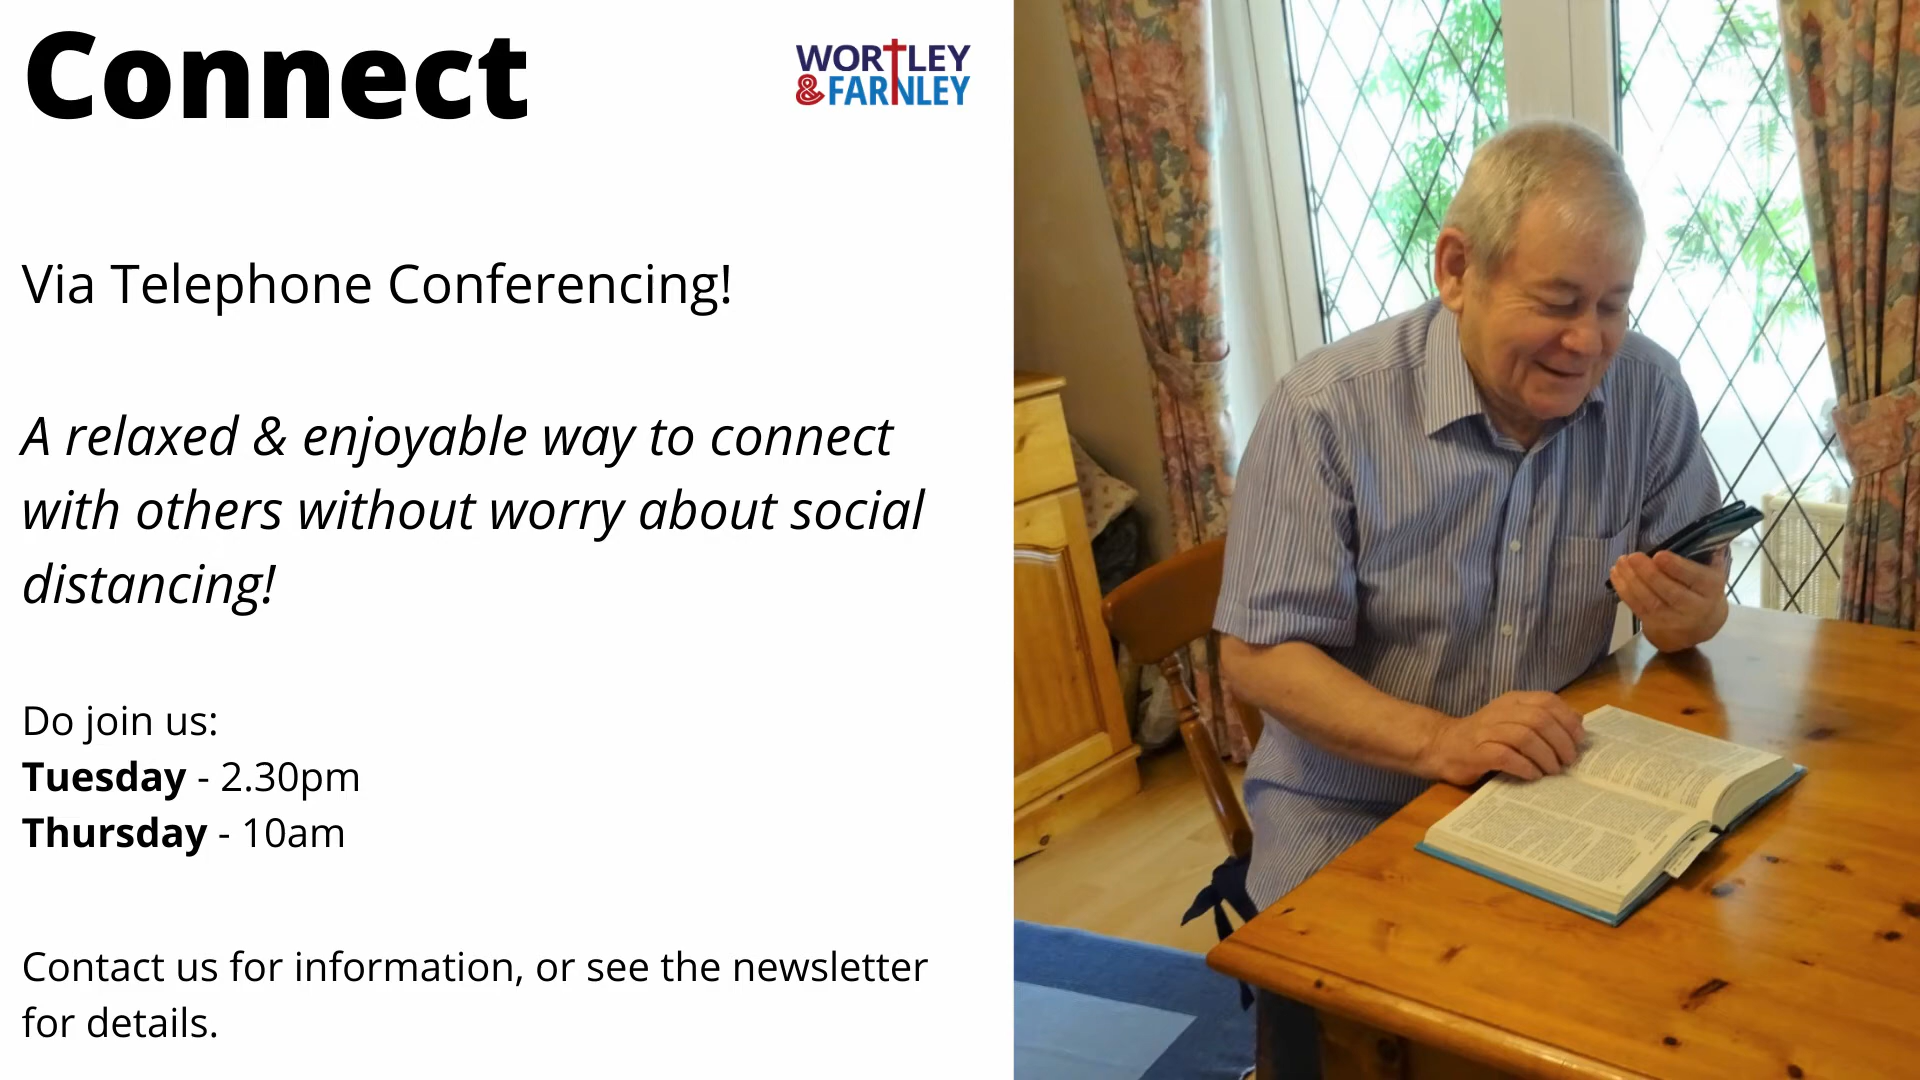 Connect
WORTLEY
&FARNLEY
Via Telephone Conferencing!
A relaxed & enjoyable way to connect
with others without worry about social
distancing!
Do join us:
Tuesday - 2.30pm
Thursday - 10am
Contact us for information, or see the newsletter
for details.